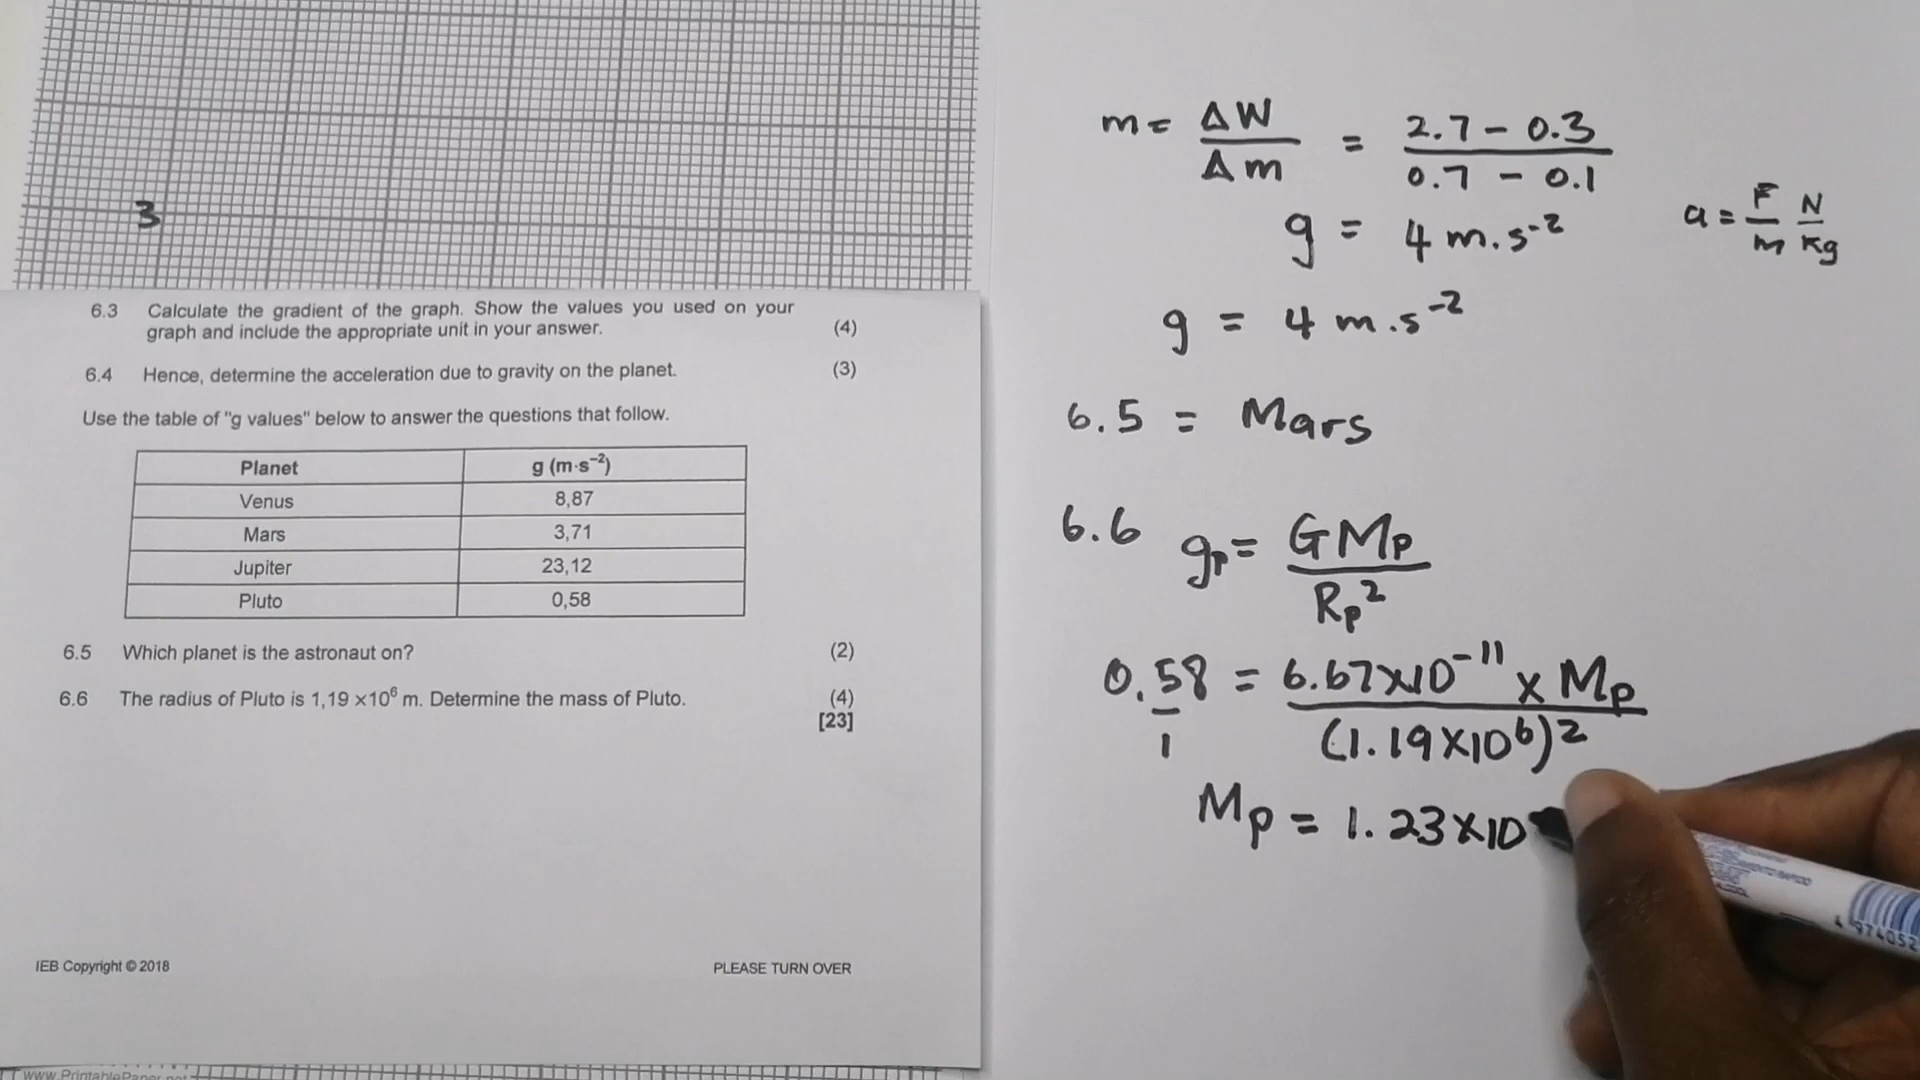 3
6.3 Calculate the gradient of the graph. Show the values you used on your
graph and include the appropriate unit in your answer. (4)
6.4 Hence, determine the acceleration due to gravity on the planet. (3)
Use the table of "g values" below to answer the questions that follow.
Planet g (m·s⁻²)
Venus 8,87
Mars 3,71
Jupiter 23,12
Pluto 0,58
6.5 Which planet is the astronaut on? (2)
6.6 The radius of Pluto is 1,19 ×10⁶ m. Determine the mass of Pluto. (4)
[23]
IEB Copyright © 2018 PLEASE TURN OVER
m = ΔW / Δm = 2.7 - 0.3 / 0.7 - 0.1
g = 4 m.s⁻²
a = F/m N/kg
g = 4 m.s⁻²
6.5 = Mars
6.6 gp = GMp / Rp²
0.58 / 1 = 6.67×10⁻¹¹ × Mp / (1.19×10⁶)²
Mp = 1.23×10